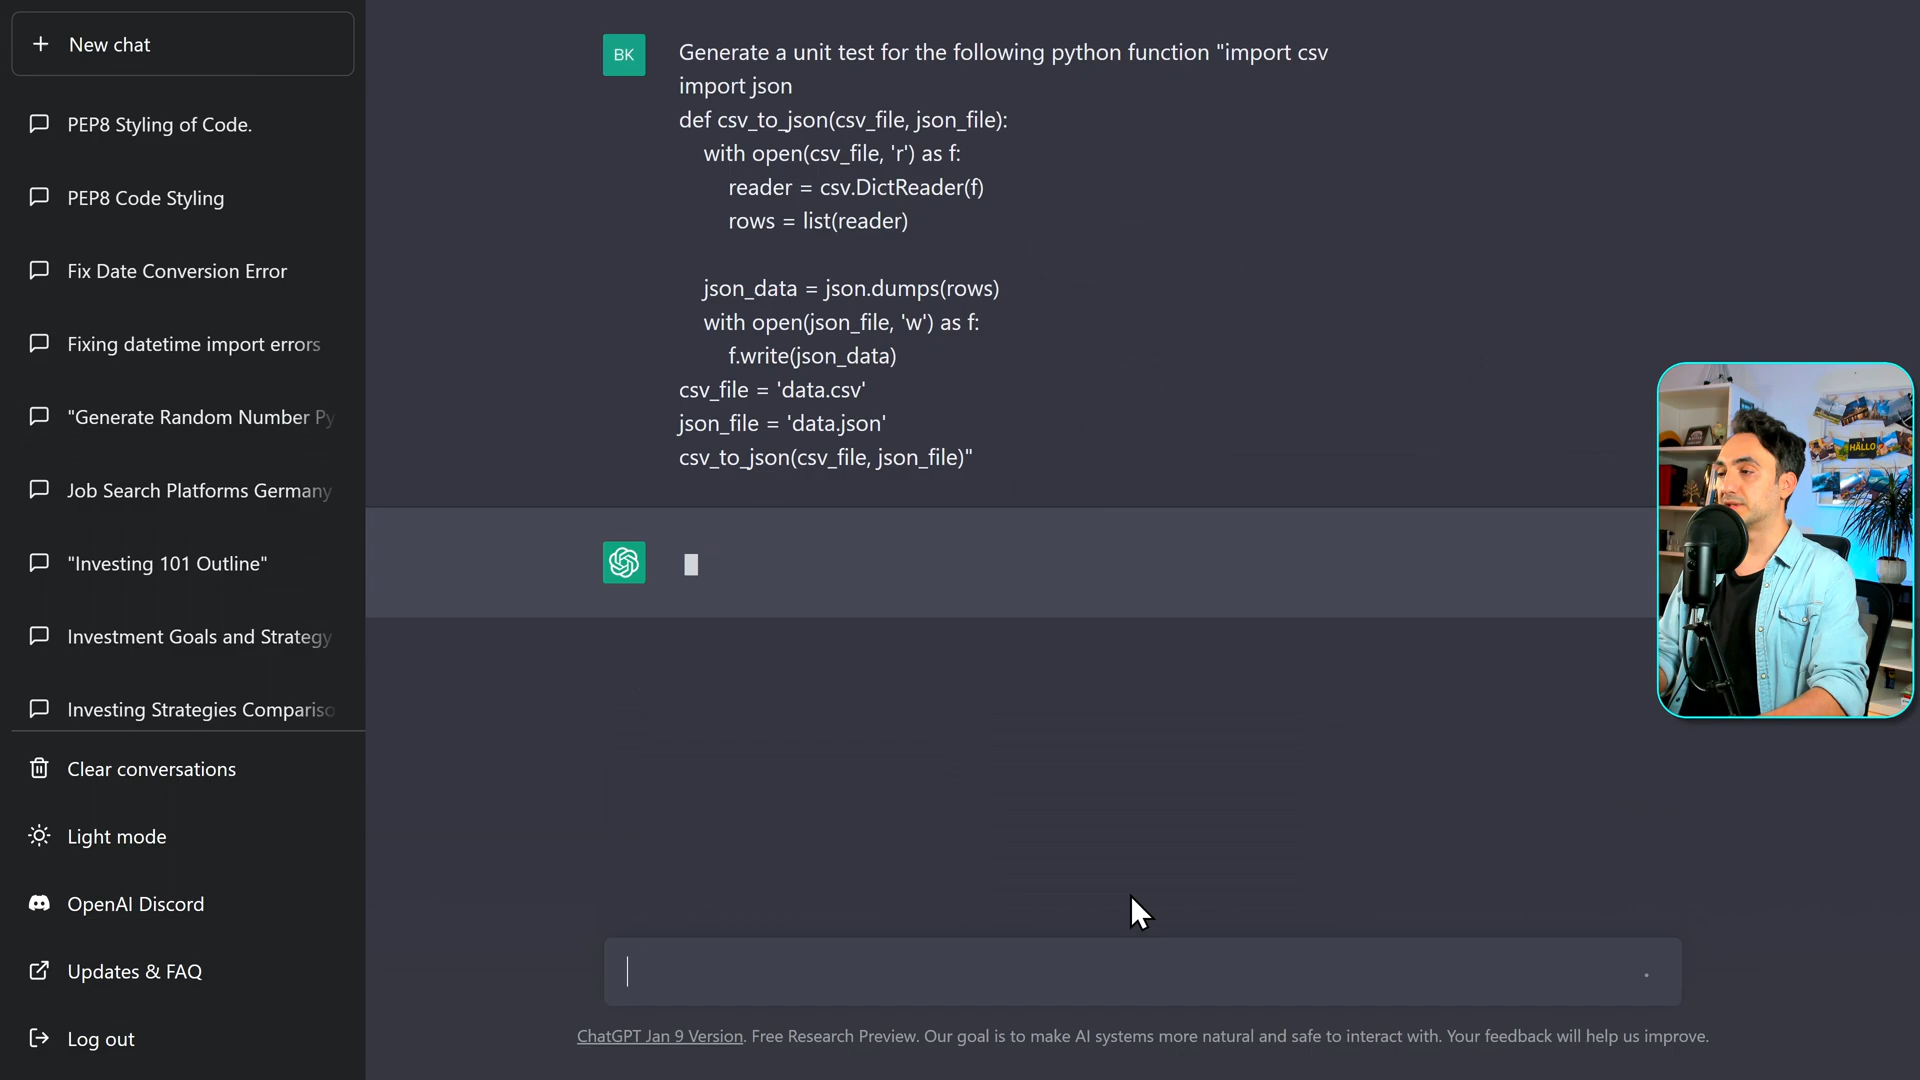 New chat
PEP8 Styling of Code.
PEP8 Code Styling
Fix Date Conversion Error
Fixing datetime import errors
"Generate Random Number Py
Job Search Platforms Germany
"Investing 101 Outline"
Investment Goals and Strategy
Investing Strategies Compariso
Clear conversations
Light mode
OpenAI Discord
Updates & FAQ
Log out
BK
Generate a unit test for the following python function "import csv
import json
def csv_to_json(csv_file, json_file):
    with open(csv_file, 'r') as f:
        reader = csv.DictReader(f)
        rows = list(reader)
    json_data = json.dumps(rows)
    with open(json_file, 'w') as f:
        f.write(json_data)
csv_file = 'data.csv'
json_file = 'data.json'
csv_to_json(csv_file, json_file)"
HALLO
ChatGPT Jan 9 Version. Free Research Preview. Our goal is to make AI systems more natural and safe to interact with. Your feedback will help us improve.